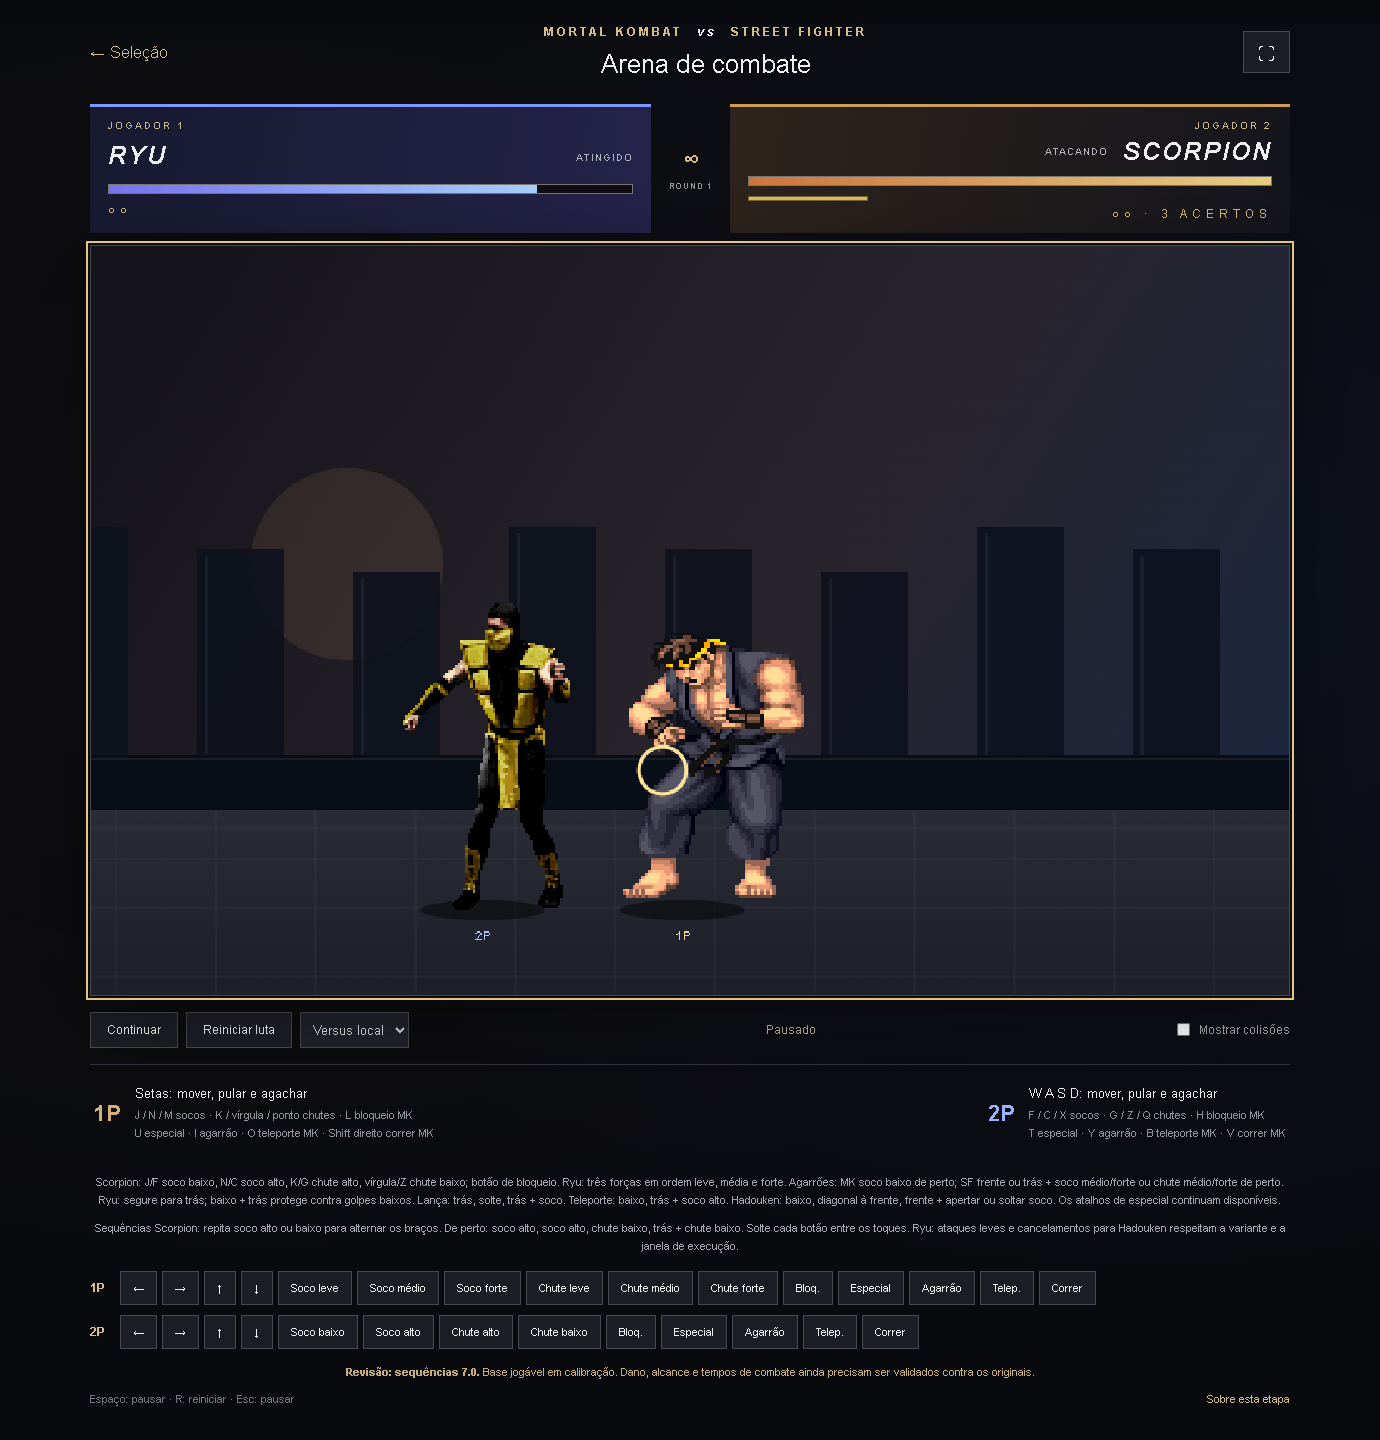 MORTAL KOMBAT VS STREET FIGHTER
← Seleção
Arena de combate
JOGADOR 1
RYU
ATINGIDO
∞
ROUND 1
JOGADOR 2
ATACANDO SCORPION
· 3 ACERTOS
2P
1P
Continuar
Reiniciar luta
Versus local
Pausado
Mostrar colisões
1P
Setas: mover, pular e agachar
J / N / M socos · K / vírgula / ponto chutes · L bloqueio MK
U especial · I agarrão · O teleporte MK · Shift direito correr MK
2P
W A S D: mover, pular e agachar
F / C / X socos · G / Z / Q chutes · H bloqueio MK
T especial · Y agarrão · B teleporte MK · V correr MK
Scorpion: J/F soco baixo, N/C soco alto, K/G chute alto, vírgula/Z chute baixo; botão de bloqueio. Ryu: três forças em ordem leve, média e forte. Agarrões: MK soco baixo de perto; SF frente ou trás + soco médio/forte ou chute médio/forte de perto.
Ryu: segure para trás; baixo + trás protege contra golpes baixos. Lança: trás, solte, trás + soco. Teleporte: baixo, trás + soco alto. Hadouken: baixo, diagonal à frente, frente + apertar ou soltar soco. Os atalhos de especial continuam disponíveis.
Sequências Scorpion: repita soco alto ou baixo para alternar os braços. De perto: soco alto, soco alto, chute baixo, trás + chute baixo. Solte cada botão entre os toques. Ryu: ataques leves e cancelamentos para Hadouken respeitam a variante e a
janela de execução.
1P ← → ↑ ↓ Soco leve Soco médio Soco forte Chute leve Chute médio Chute forte Bloq. Especial Agarrão Telep. Correr
2P ← → ↑ ↓ Soco baixo Soco alto Chute alto Chute baixo Bloq. Especial Agarrão Telep. Correr
Revisão: sequências 7.0. Base jogável em calibração. Dano, alcance e tempos de combate ainda precisam ser validados contra os originais.
Espaço: pausar · R: reiniciar · Esc: pausar
Sobre esta etapa